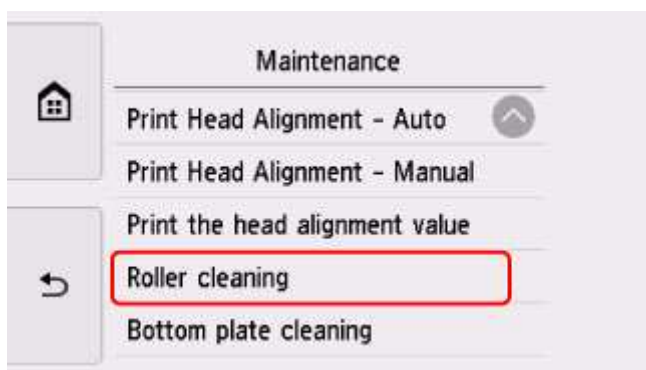 Maintenance
Print Head Alignment - Auto
Print Head Alignment - Manual
Print the head alignment value
Roller cleaning
Bottom plate cleaning